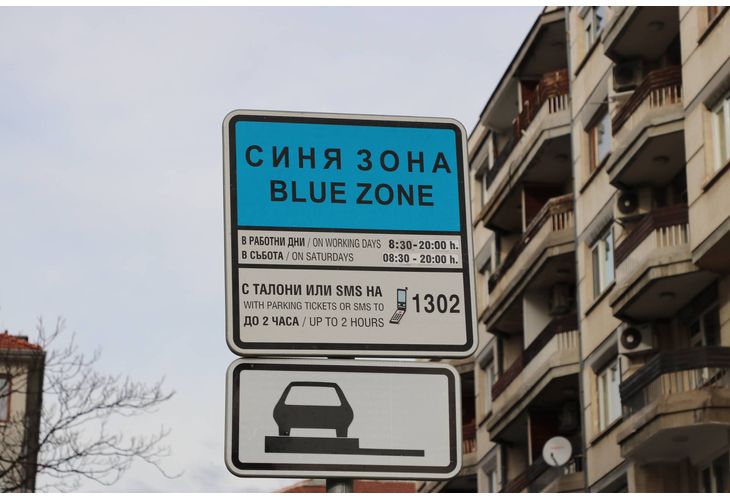 СИНЯ ЗОНА
BLUE ZONE
В РАБОТНИ ДНИ / ON WORKING DAYS 8:30-20:00 h.
В СЪБОТА / ON SATURDAYS 08:30 - 20:00 h.
С ТАЛОНИ ИЛИ SMS НА 1302
WITH PARKING TICKETS OR SMS TO
ДО 2 ЧАСА / UP TO 2 HOURS